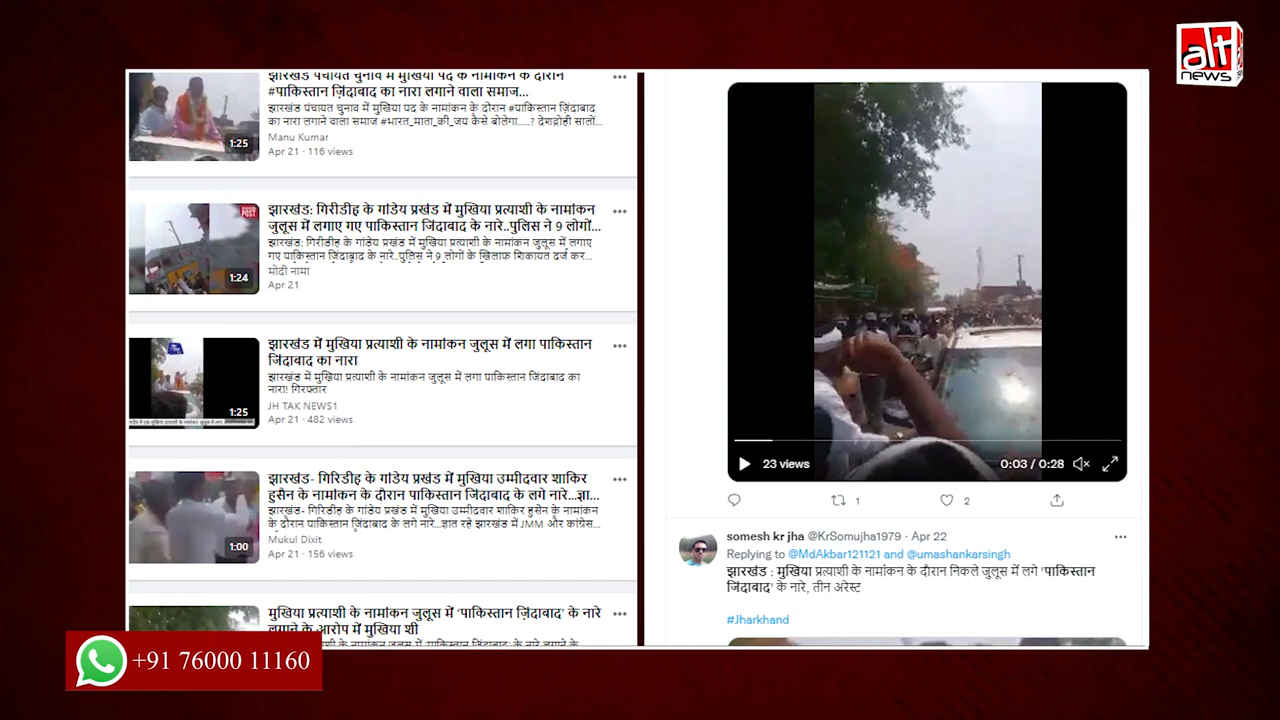 alt
news
झारखंड पंचायत चुनाव में मुखिया पद के नामांकन के दौरान
#पाकिस्तान ज़िंदाबाद का नारा लगाने वाला समाज...
झारखंड पंचायत चुनाव में मुखिया पद के नामांकन के दौरान #पाकिस्तान ज़िंदाबाद
का नारा लगाने वाला समाज #भारत_माता_की_जय कैसे बोलेगा.....? देशद्रोही सालों...
Manu Kumar
Apr 21 · 116 views
1:25
झारखंड: गिरीडीह के गांडेय प्रखंड में मुखिया प्रत्याशी के नामांकन
जुलूस में लगाए गए पाकिस्तान जिंदाबाद के नारे..पुलिस ने 9 लोगों...
झारखंड: गिरीडीह के गांडेय प्रखंड में मुखिया प्रत्याशी के नामांकन जुलूस में लगाए
गए पाकिस्तान जिंदाबाद के नारे..पुलिस ने 9 लोगों के खिलाफ शिकायत दर्ज कर...
मोदी नामा
Apr 21
POST
1:24
झारखंड में मुखिया प्रत्याशी के नामांकन जुलूस में लगा पाकिस्तान
जिंदाबाद का नारा
झारखंड में मुखिया प्रत्याशी के नामांकन जुलूस में लगा पाकिस्तान जिंदाबाद का
नारा! गिरफ्तार
JH TAK NEWS1
Apr 21 · 482 views
1:25
झारखंड- गिरिडीह के गांडेय प्रखंड में मुखिया उम्मीदवार शाकिर
हुसैन के नामांकन के दौरान पाकिस्तान जिंदाबाद के लगे नारे...ज्ञा...
झारखंड- गिरिडीह के गांडेय प्रखंड में मुखिया उम्मीदवार शाकिर हुसैन के नामांकन
के दौरान पाकिस्तान जिंदाबाद के लगे नारे...ज्ञात रहे झारखंड में JMM और कांग्रेस...
Mukul Dixit
Apr 21 · 156 views
1:00
मुखिया प्रत्याशी के नामांकन जुलूस में 'पाकिस्तान ज़िंदाबाद' के नारे
लगाने के आरोप में मुखिया शी
23 views
0:03 / 0:28
1
2
somesh kr jha @KrSomujha1979 · Apr 22
Replying to @MdAkbar121121 and @umashankarsingh
झारखंड : मुखिया प्रत्याशी के नामांकन के दौरान निकले जुलूस में लगे 'पाकिस्तान
जिंदाबाद' के नारे, तीन अरेस्ट
#Jharkhand
+91 76000 11160